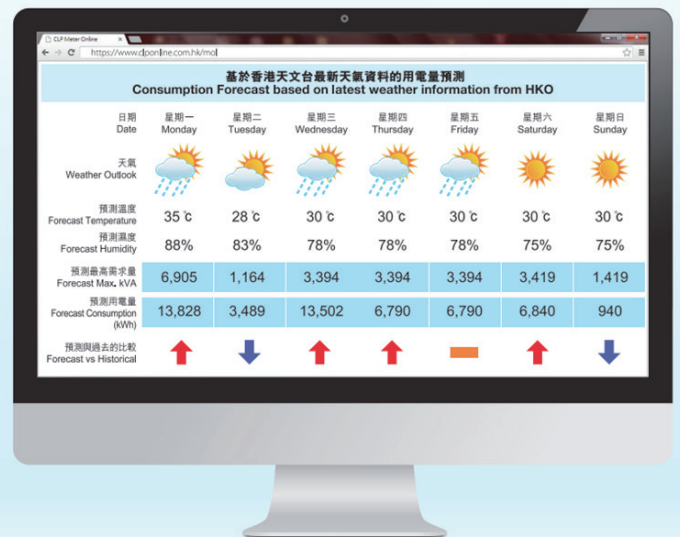 CLP Meter Online
https://www.clponline.com.hk/mol
基於香港天文台最新天氣資料的用電量預測
Consumption Forecast based on latest weather information from HKO
日期 星期一 星期二 星期三 星期四 星期五 星期六 星期日
Date Monday Tuesday Wednesday Thursday Friday Saturday Sunday
天氣
Weather Outlook
預測溫度
Forecast Temperature 35 ℃ 28 ℃ 30 ℃ 30 ℃ 30 ℃ 30 ℃ 30 ℃
預測濕度
Forecast Humidity 88% 83% 78% 78% 78% 75% 75%
預測最高需求量
Forecast Max. kVA 6,905 1,164 3,394 3,394 3,394 3,419 1,419
預測用電量
Forecast Consumption 13,828 3,489 13,502 6,790 6,790 6,840 940
(kWh)
預測與過去的比較
Forecast vs Historical